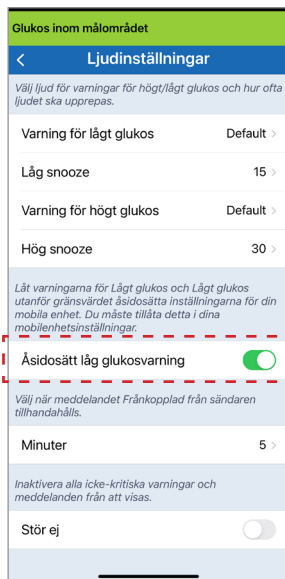 Glukos inom målområdet
Ljudinställningar
Välj ljud för varningar för högt/lågt glukos och hur ofta
ljudet ska upprepas.
Varning för lågt glukos Default
Låg snooze 15
Varning för högt glukos Default
Hög snooze 30
Låt varningarna för Lågt glukos och Lågt glukos
utanför gränsvärdet åsidosätta inställningarna för din
mobila enhet. Du måste tillåta detta i dina
mobilenhetsinställningar.
Åsidosätt låg glukosvarning
Välj när meddelandet Frånkopplad från sändaren
tillhandahålls.
Minuter 5
Inaktivera alla icke-kritiska varningar och
meddelanden från att visas.
Stör ej